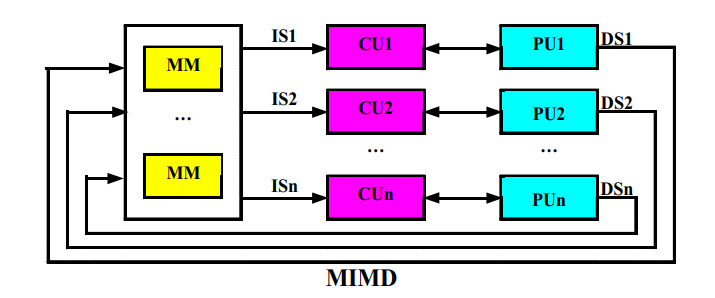 IS1 CU1 PU1 DS1
MM
IS2 CU2 PU2 DS2
...
... ...
MM
ISn CUn PUn DSn
MIMD